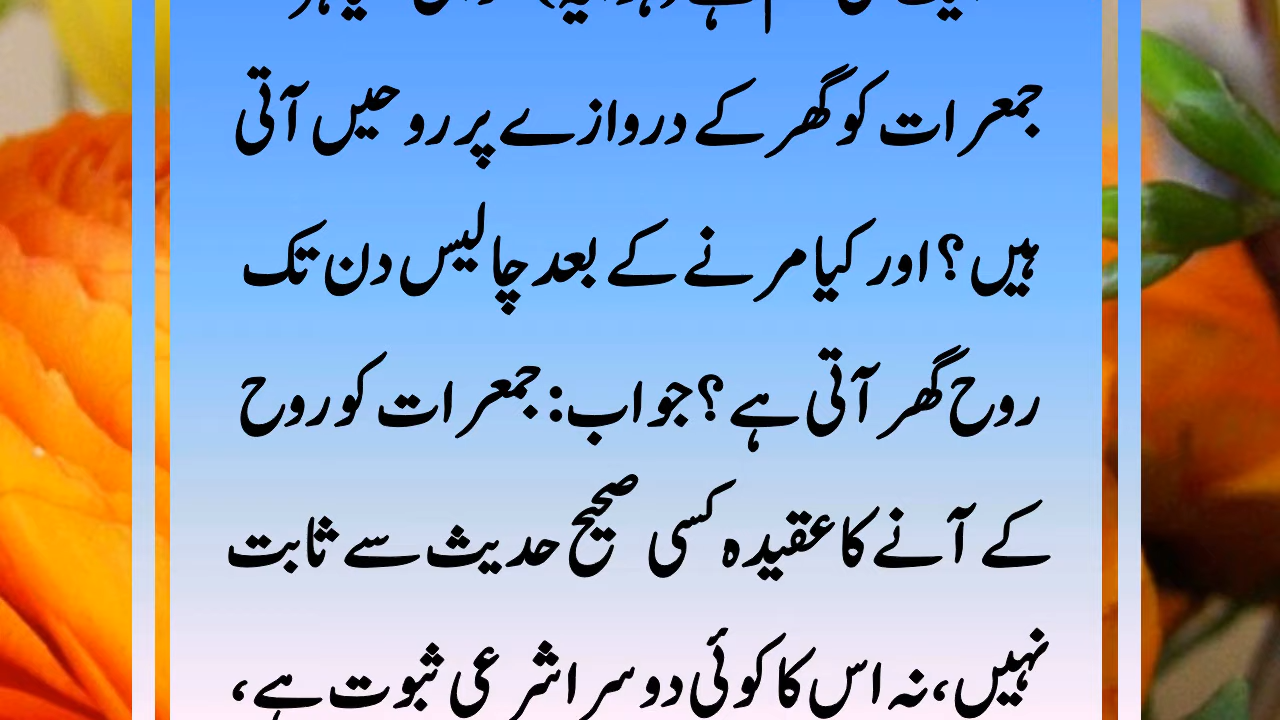 جمعرات کو گھر کے دروازے پر روحیں آتی
ہیں؟ اور کیا مرنے کے بعد چالیس دن تک
روح گھر آتی ہے؟ جواب: جمعرات کو روح
کے آنے کا عقیدہ کسی صحیح حدیث سے ثابت
نہیں، نہ اس کا کوئی دوسرا شرعی ثبوت ہے،